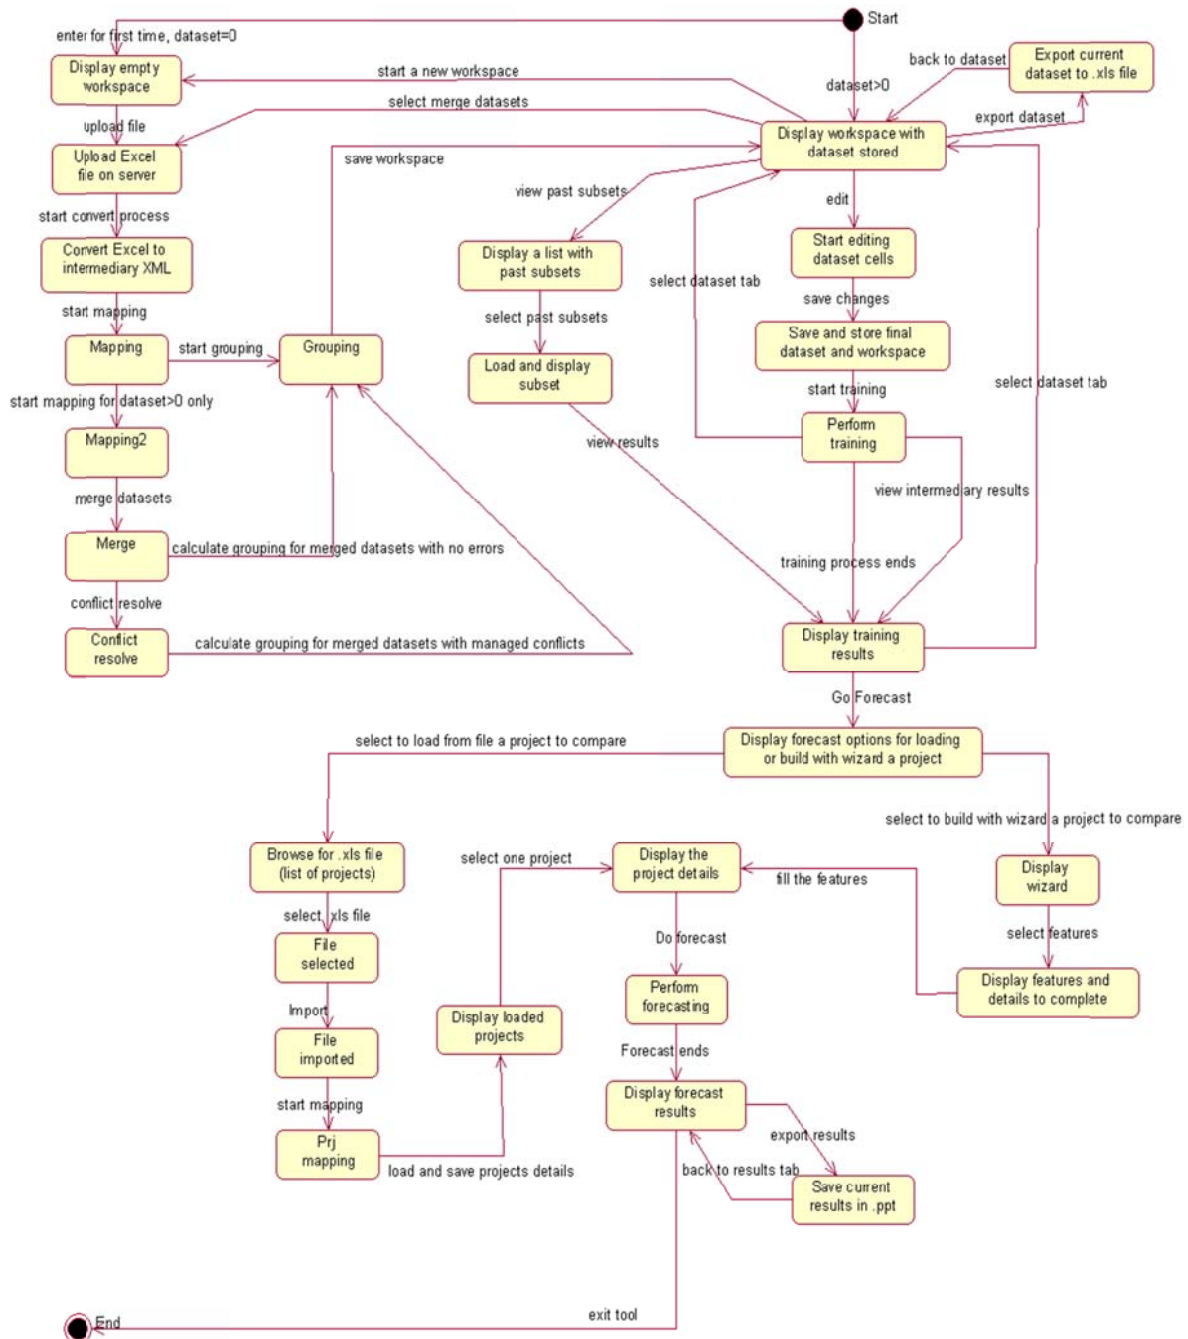 Start
enter for first time, dataset=0
Display empty
workspace
start a new workspace
back to dataset
Export current
dataset to .xls file
select merge datasets
dataset>0
export dataset
upload file
Display workspace with
dataset stored
Upload Excel
file on server
save workspace
view past subsets
edit
start convert process
Convert Excel to
intermediary XML
Display a list with
past subsets
Start editing
dataset cells
select dataset tab
save changes
start mapping
select past subsets
Mapping
start grouping
Grouping
Load and display
subset
Save and store final
dataset and workspace
select dataset tab
start training
start mapping for dataset>0 only
Mapping2
view results
Perform
training
view intermediary results
merge datasets
Merge
calculate grouping for merged datasets with no errors
training process ends
conflict resolve
Conflict
resolve
calculate grouping for merged datasets with managed conflicts
Display training
results
Go Forecast
select to load from file a project to compare
Display forecast options for loading
or build with wizard a project
select to build with wizard a project to compare
Browse for .xls file
(list of projects)
select one project
Display the
project details
fill the features
Display
wizard
select .xls file
select features
File
selected
Do forecast
Display features and
details to complete
Perform
forecasting
Import
Display loaded
projects
File
imported
Forecast ends
start mapping
Display forecast
results
Prj
mapping
export results
load and save projects details
back to results tab
Save current
results in .ppt
exit tool
End